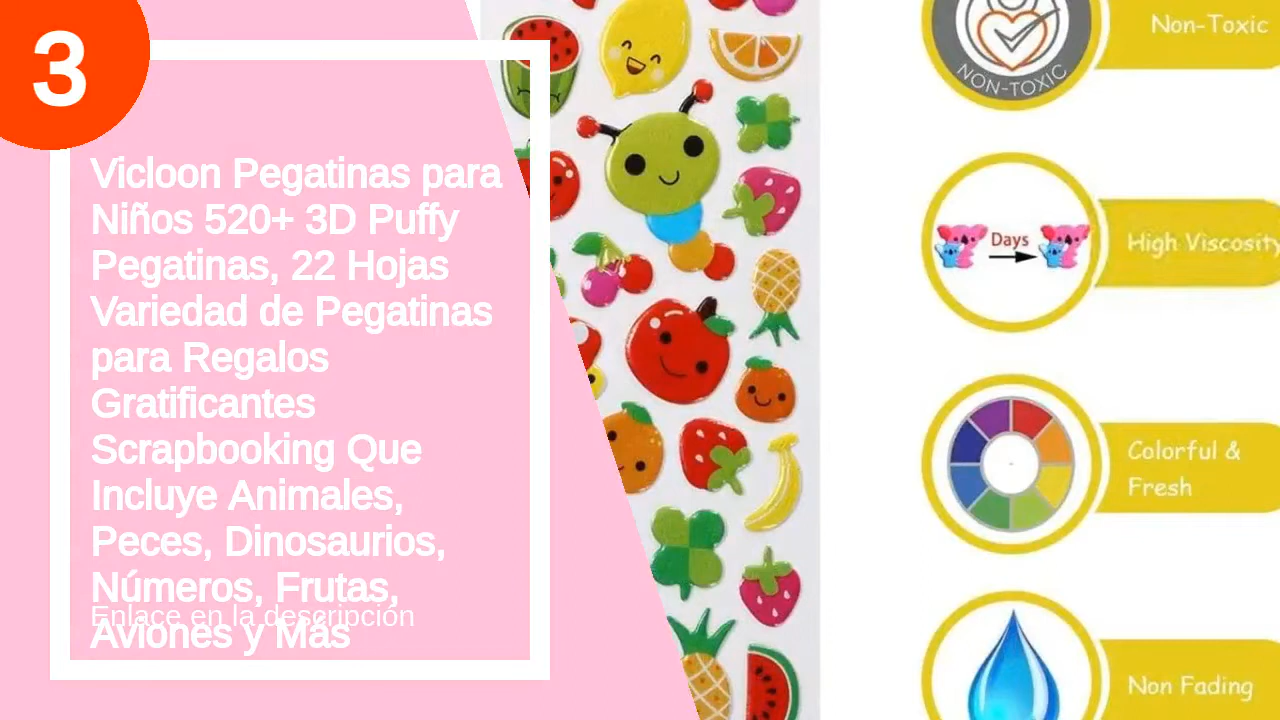 3
Vicloon Pegatinas para
Niños 520+ 3D Puffy
Pegatinas, 22 Hojas
Variedad de Pegatinas
para Regalos
Gratificantes
Scrapbooking Que
Incluye Animales,
Peces, Dinosaurios,
Números, Frutas,
Aviones y Más
Enlace en la descripción
NON-TOXIC
Non-Toxic
Days
High Viscosity
Colorful &
Fresh
Non Fading